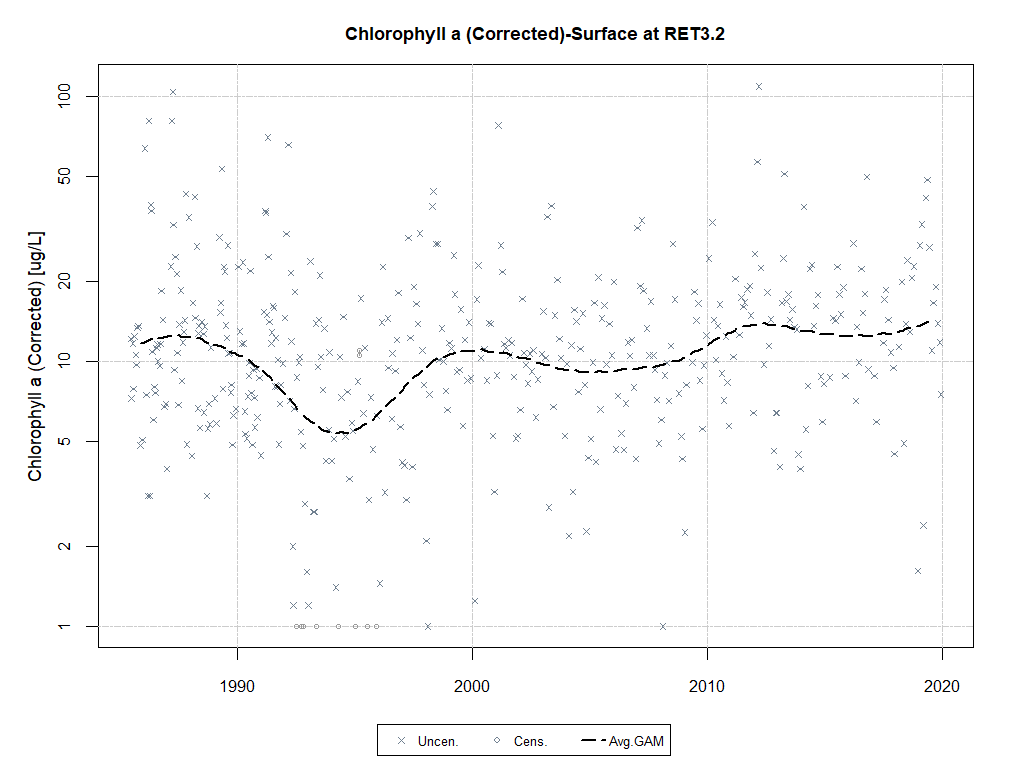 Chlorophyll a (Corrected)-Surface at RET3.2
Chlorophyll a (Corrected) [ug/L]
100
50
20
10
5
2
1
1990 2000 2010 2020
Uncen. Cens. Avg.GAM